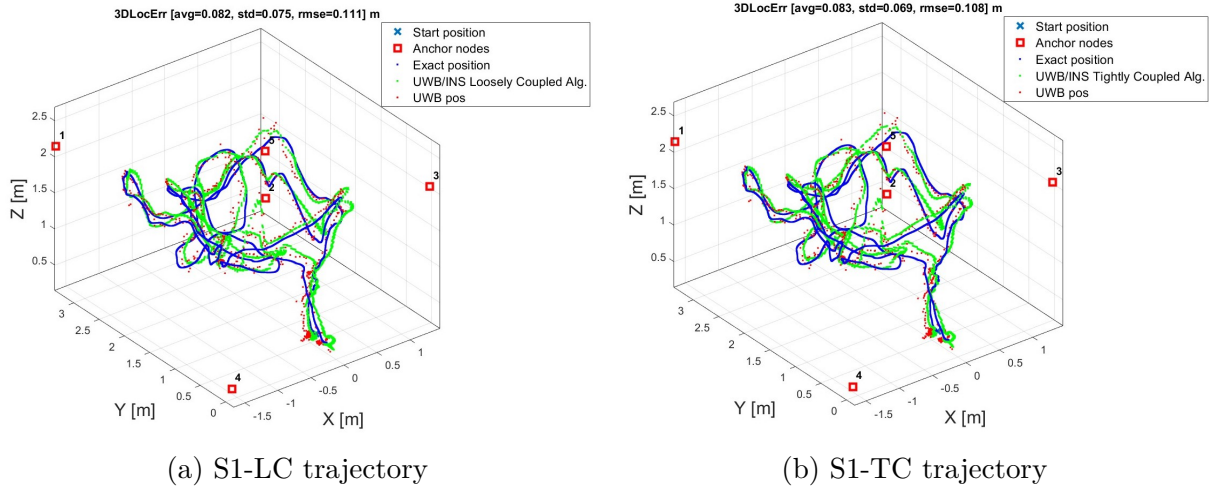 3DLocErr [avg=0.082, std=0.075, rmse=0.111] m
Start position
Anchor nodes
Exact position
UWB/INS Loosely Coupled Alg.
UWB pos
2.5
2
1.5
1
0.5
Z [m]
1
5
2
3
4
3
2.5
2
1.5
1
0.5
0
Y [m]
-1.5
-1
-0.5
0
0.5
1
X [m]
(a) S1-LC trajectory
3DLocErr [avg=0.083, std=0.069, rmse=0.108] m
Start position
Anchor nodes
Exact position
UWB/INS Tightly Coupled Alg.
UWB pos
2.5
2
1.5
1
0.5
Z [m]
1
5
2
3
4
3
2.5
2
1.5
1
0.5
0
Y [m]
-1.5
-1
-0.5
0
0.5
1
X [m]
(b) S1-TC trajectory